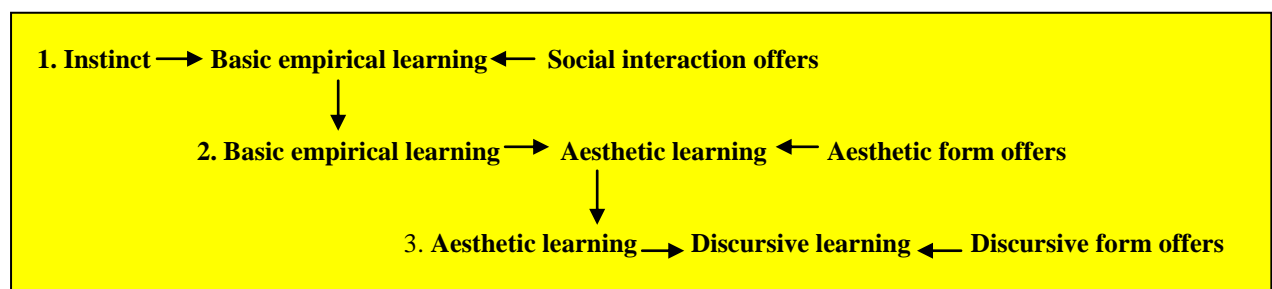 1. Instinct Basic empirical learning Social interaction offers
2. Basic empirical learning Aesthetic learning Aesthetic form offers
3. Aesthetic learning Discursive learning Discursive form offers